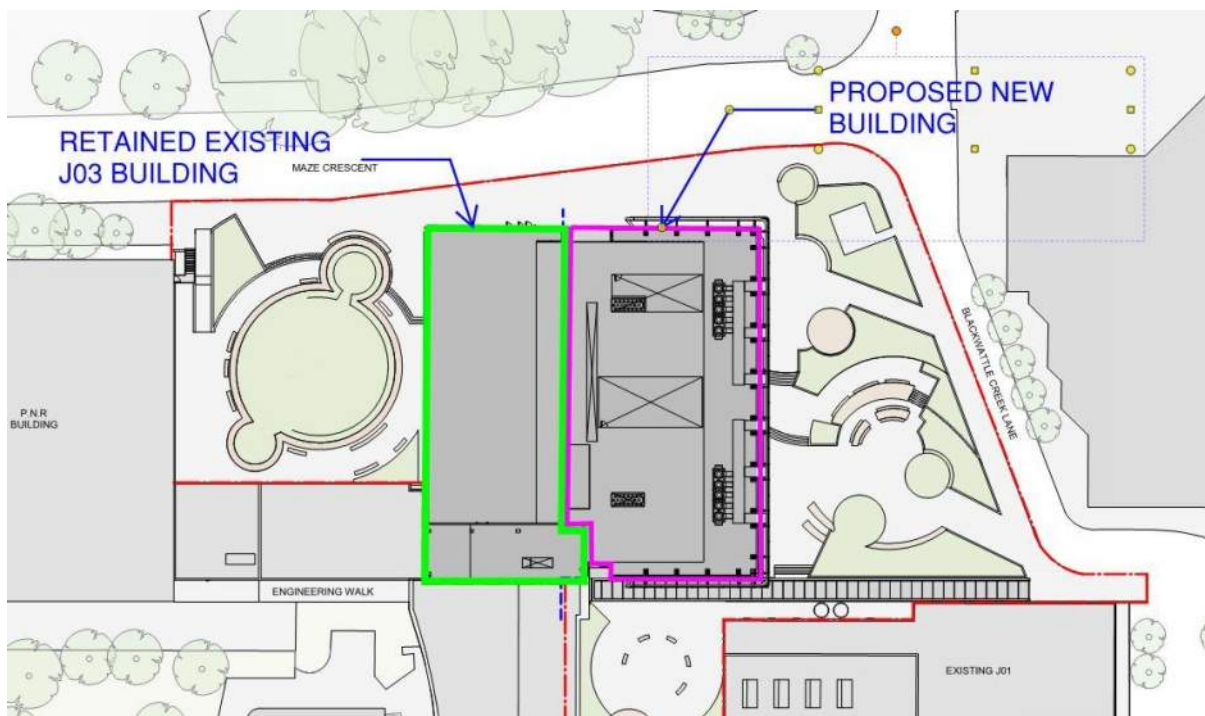 PROPOSED NEW
BUILDING
RETAINED EXISTING
J03 BUILDING
MAZE CRESCENT
BLACKWATTLE CREEK LANE
P.N.R
BUILDING
ENGINEERING WALK
EXISTING J01